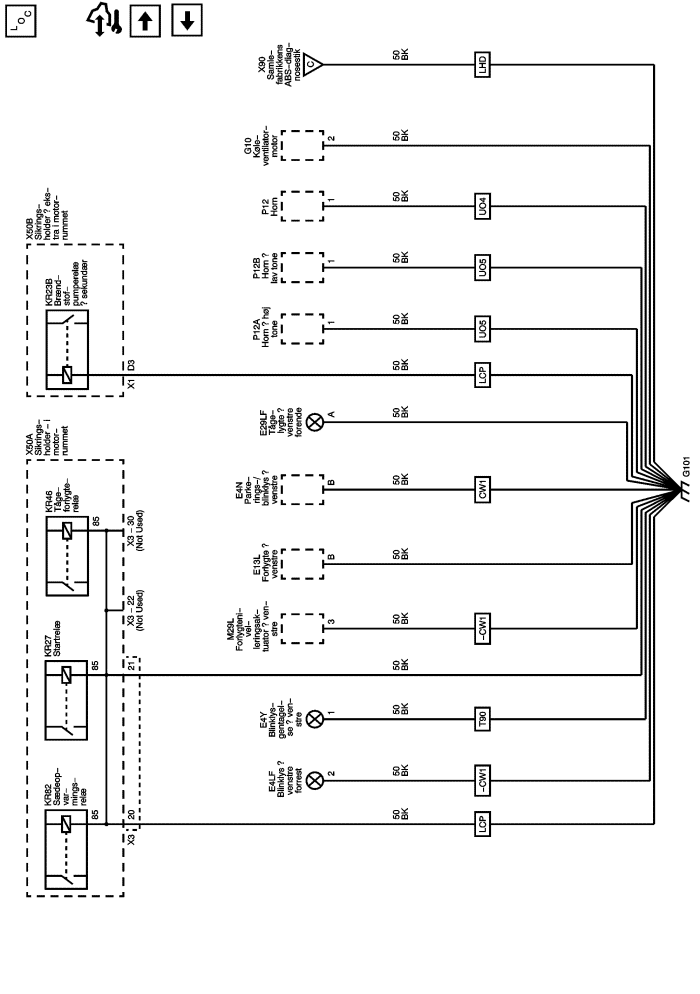 LOC
X90
Samle–
fabrikkens
ABS–diag–
nosestik
C
50
BK
LHD
G10
Køle–
ventilator–
motor
2
50
BK
P12
Horn
1
50
BK
UO4
P12B
Horn ?
lav tone
1
50
BK
UO5
P12A
Horn ? høj
tone
1
50
BK
UO5
X50B
Sikrings–
holder ? eks–
tra i motor–
rummet
KR23B
Brænd–
stof–
pumperelæ
? sekundær
D3
X1
50
BK
LCP
E29LF
Tåge–
lygte ?
venstre
forende
A
50
BK
X50A
Sikrings–
holder – i
motor–
rummet
KR46
Tåge–
forlygte–
relæ
85
X3 – 30
(Not Used)
E4N
Parke–
rings–/
blinklys ?
venstre
B
50
BK
CW1
G101
E13L
Forlygte ?
venstre
B
50
BK
X3 – 22
(Not Used)
M29L
Forlygteni–
vel–
leringsak–
tuator ? ven–
stre
3
50
BK
–CW1
KR27
Startrelæ
85
21
50
BK
E4Y
Blinklys–
gentagel–
se ? ven–
stre
1
50
BK
T90
E4LF
Blinklys ?
venstre
forrest
2
50
BK
–CW1
KR82
Sædeop–
var–
mings–
relæ
85
20
X3
50
BK
LCP